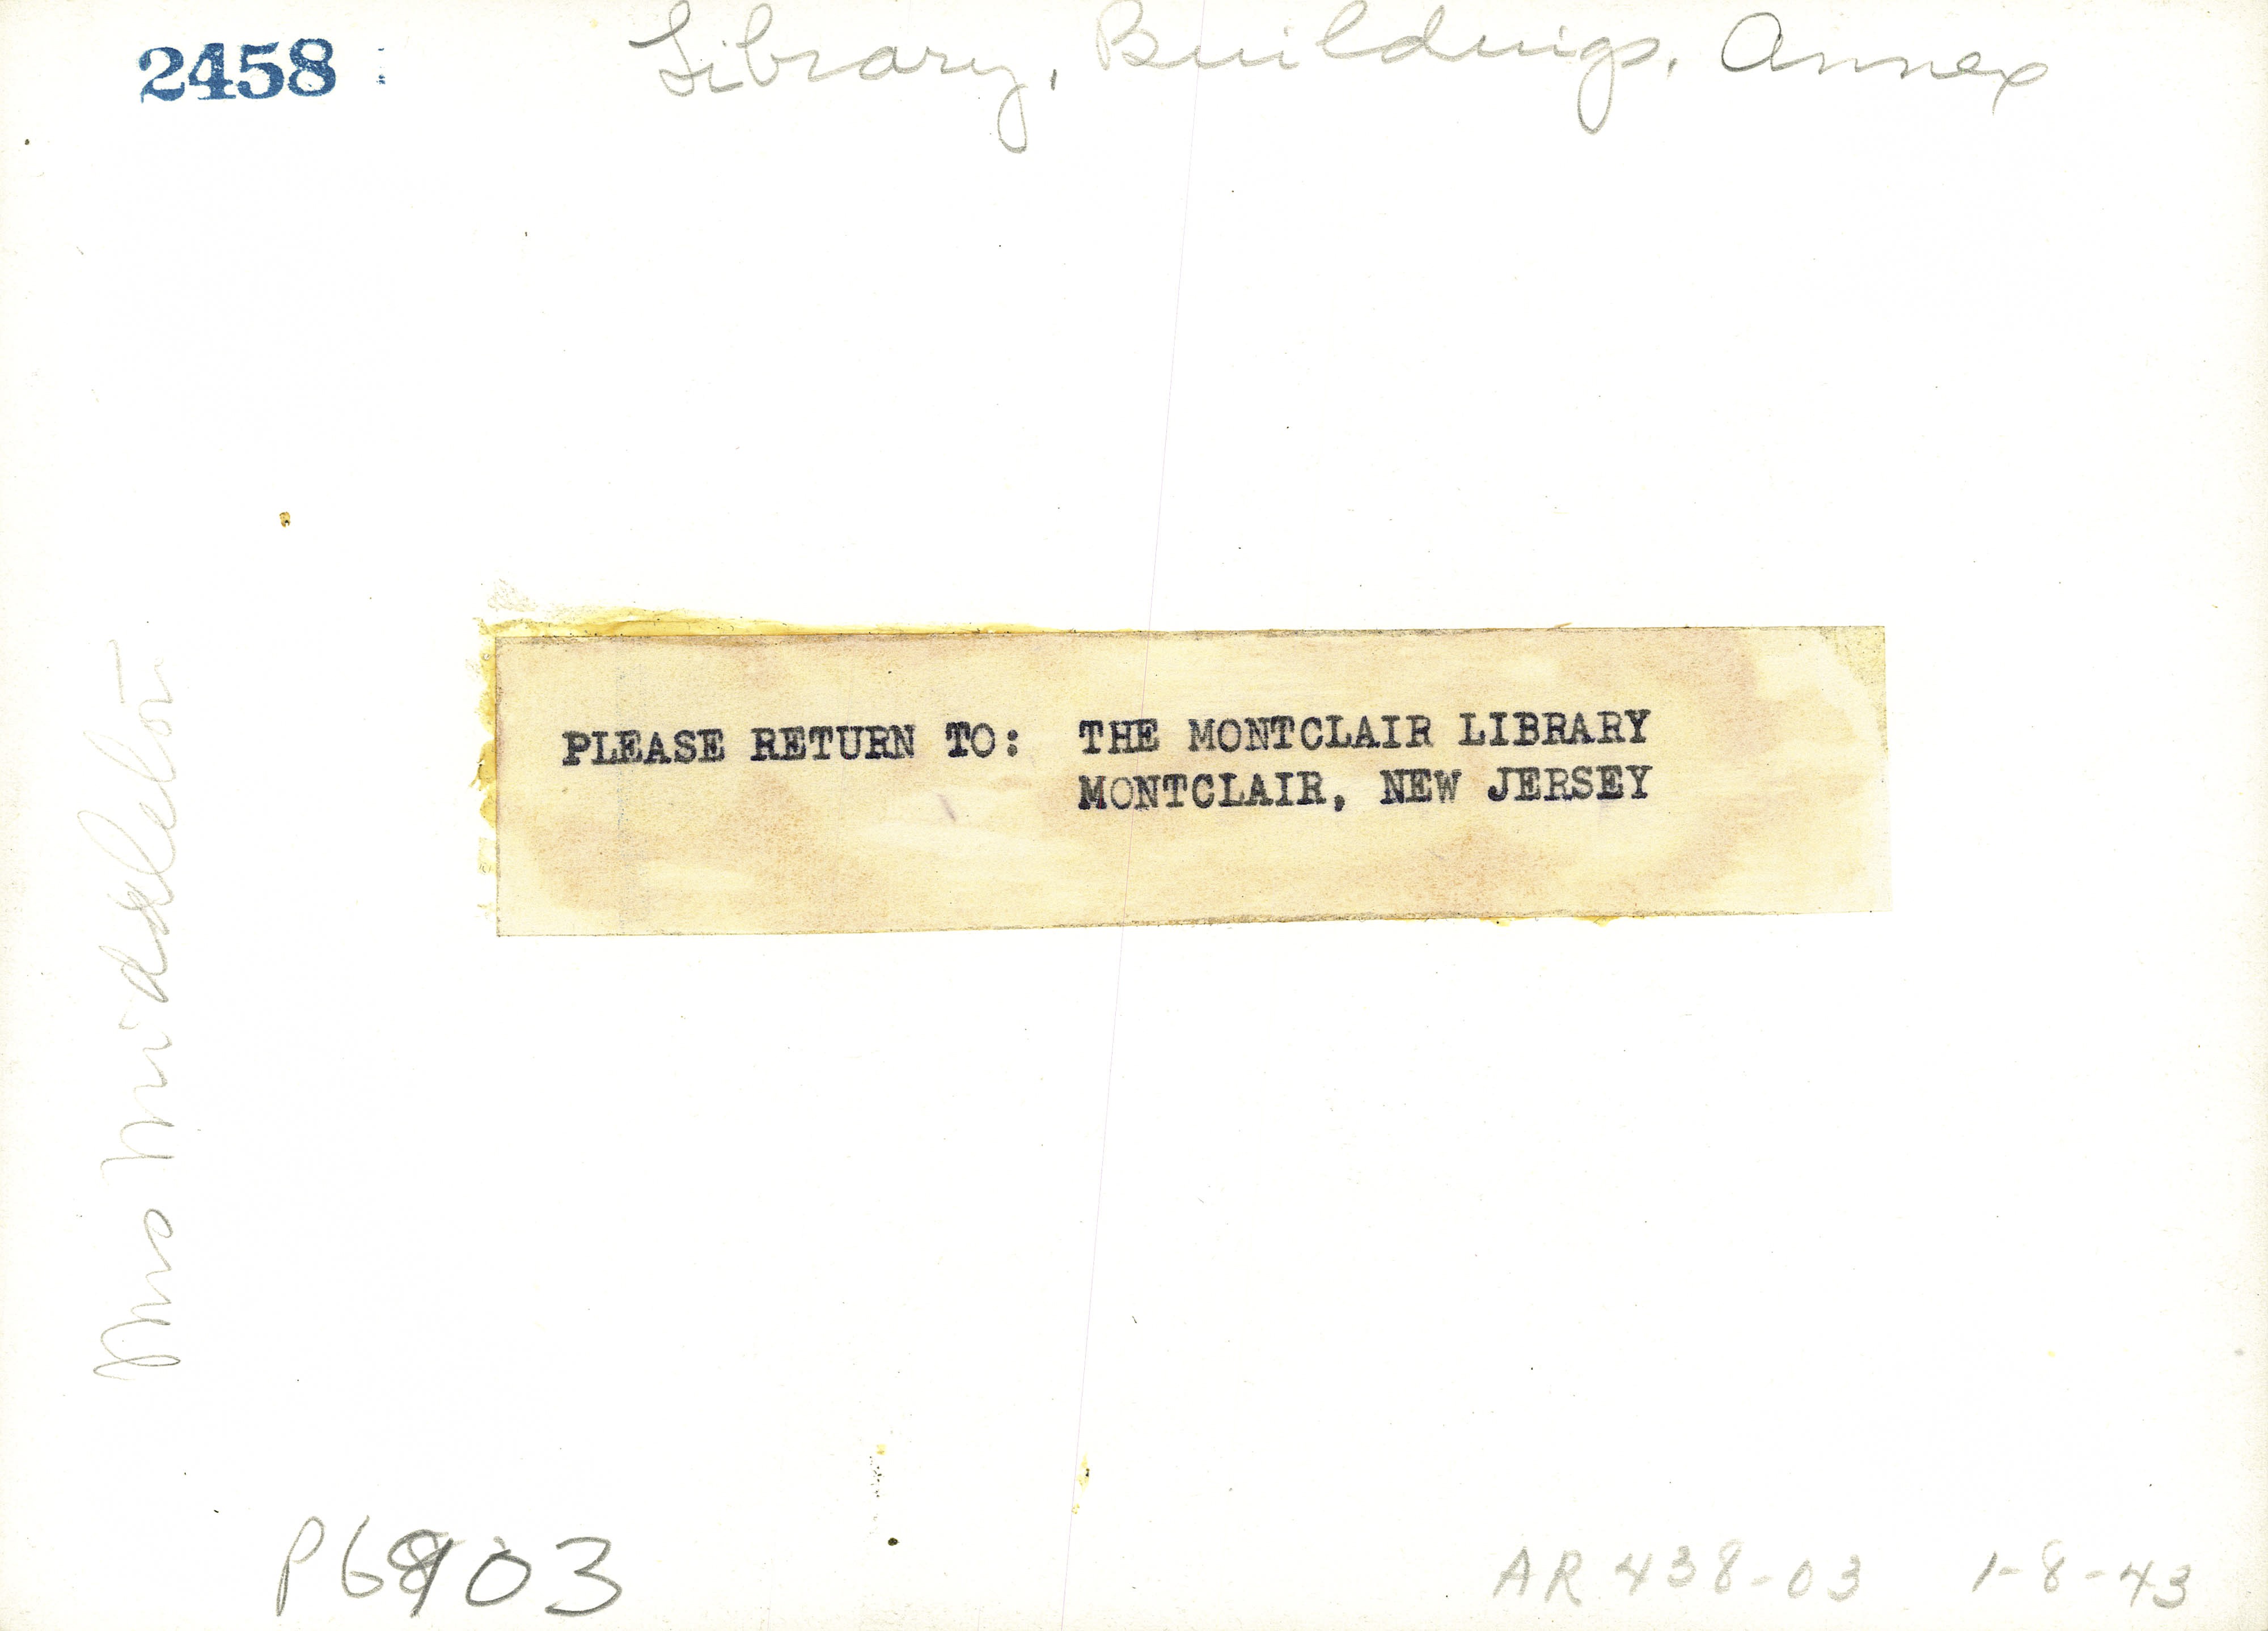 2458
Library, Buildings, Annex
PLEASE RETURN TO: THE MONTCLAIR LIBRARY
MONTCLAIR, NEW JERSEY
Middleton
AR 438-03 1-8-43